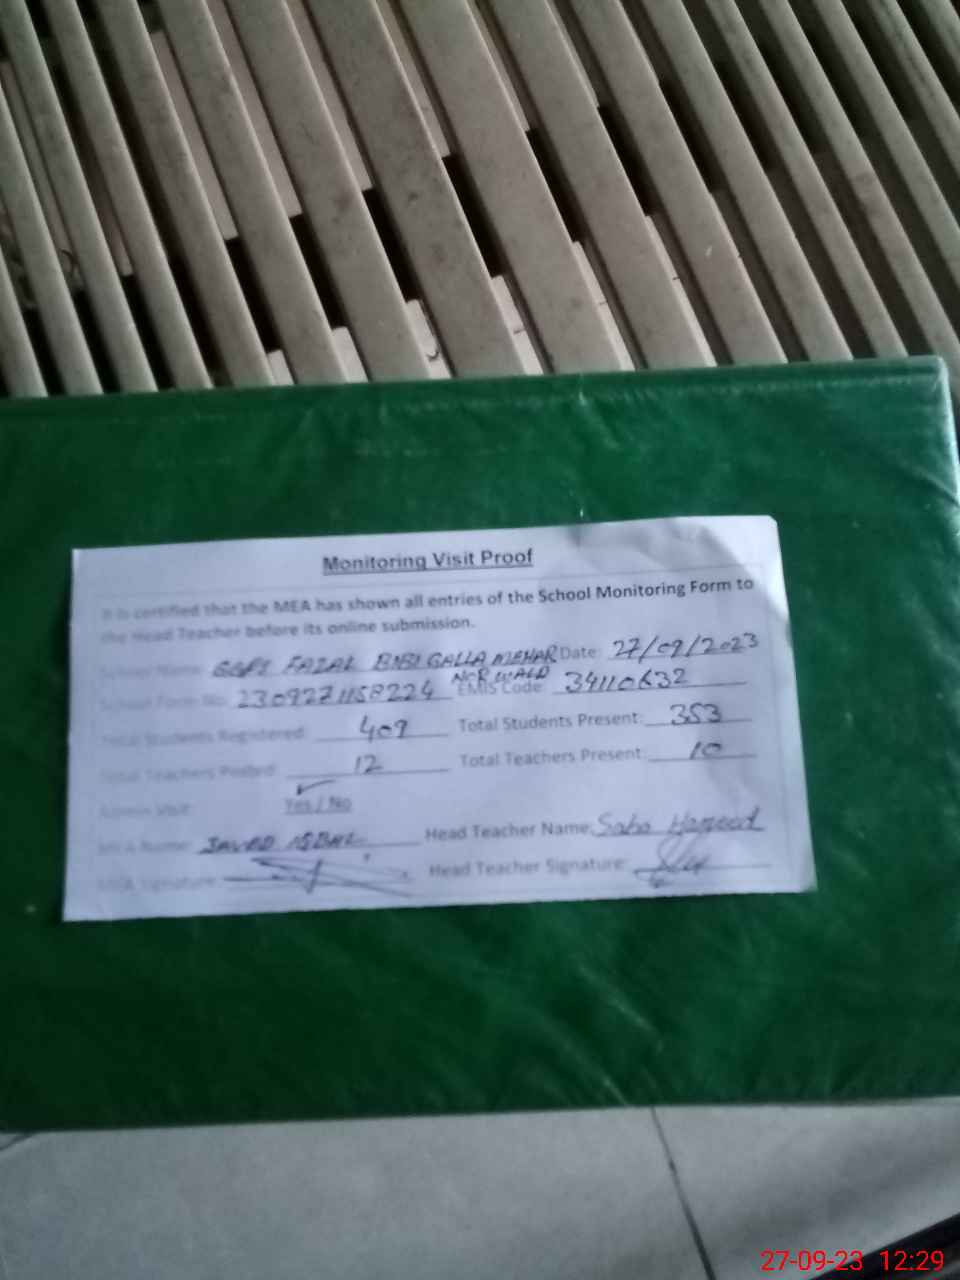 Monitoring Visit Proof
It is certified that the MEA has shown all entries of the School Monitoring Form to
the Head Teacher before its online submission.
School Name: GGPS FAZAL BIBI GALLA MEHAR Date: 27/09/2023
NOR WALD
School Form No: 2309271158224 EMIS Code: 34110632
Total Students Registered: 409 Total Students Present: 353
Total Teachers Posted: 12 Total Teachers Present: 10
Admin Visit: Yes / No
MEA Name: JAVED IQBAL Head Teacher Name: Saba Hameed
MEA Signature: Head Teacher Signature:
27-09-23 12:29